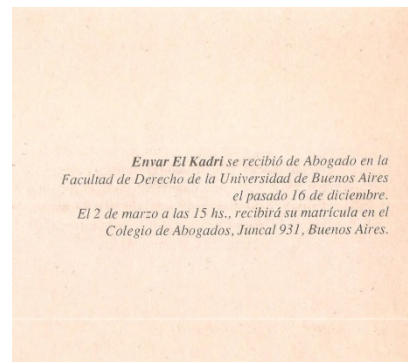 Envar El Kadri se recibió de Abogado en la
Facultad de Derecho de la Universidad de Buenos Aires
el pasado 16 de diciembre.
El 2 de marzo a las 15 hs., recibirá su matrícula en el
Colegio de Abogados, Juncal 931, Buenos Aires.